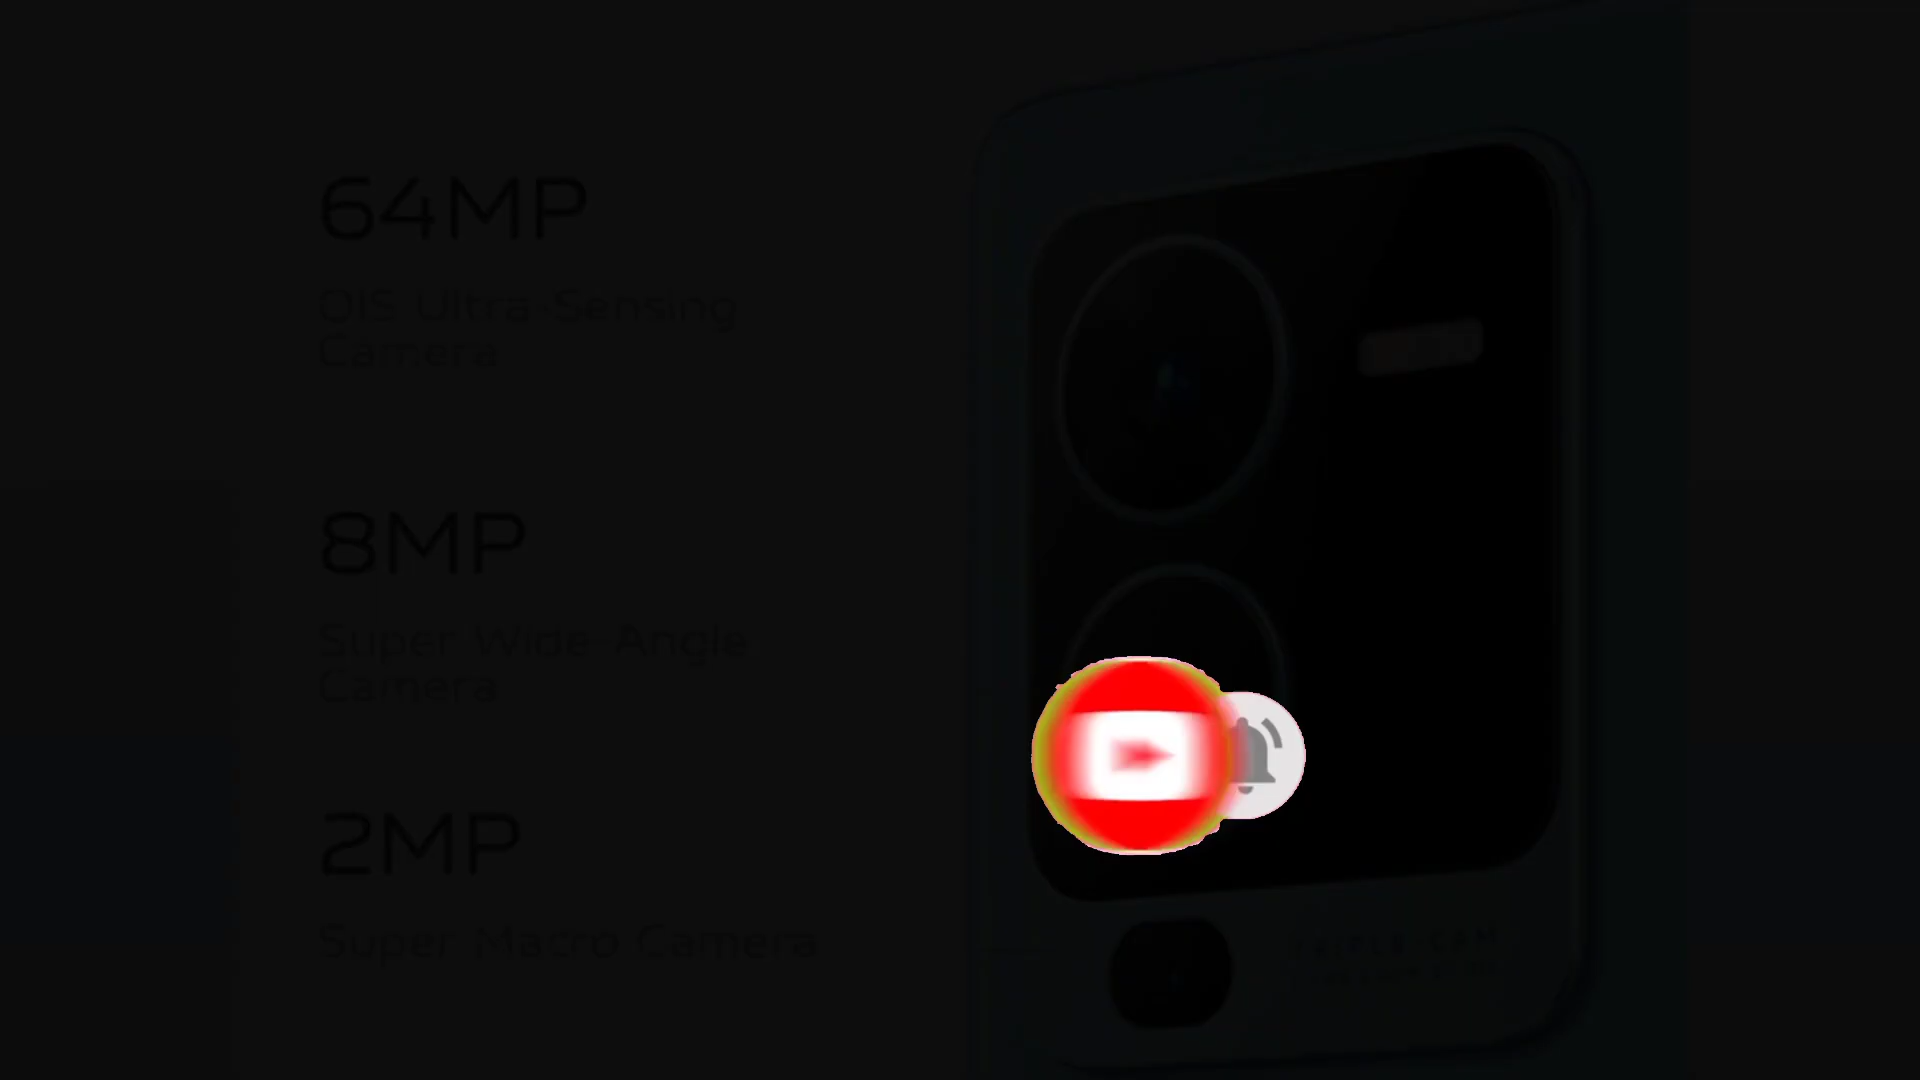 64MP
OIS Ultra-Sensing
Camera
8MP
Super Wide-Angle
Camera
2MP
Super Macro Camera